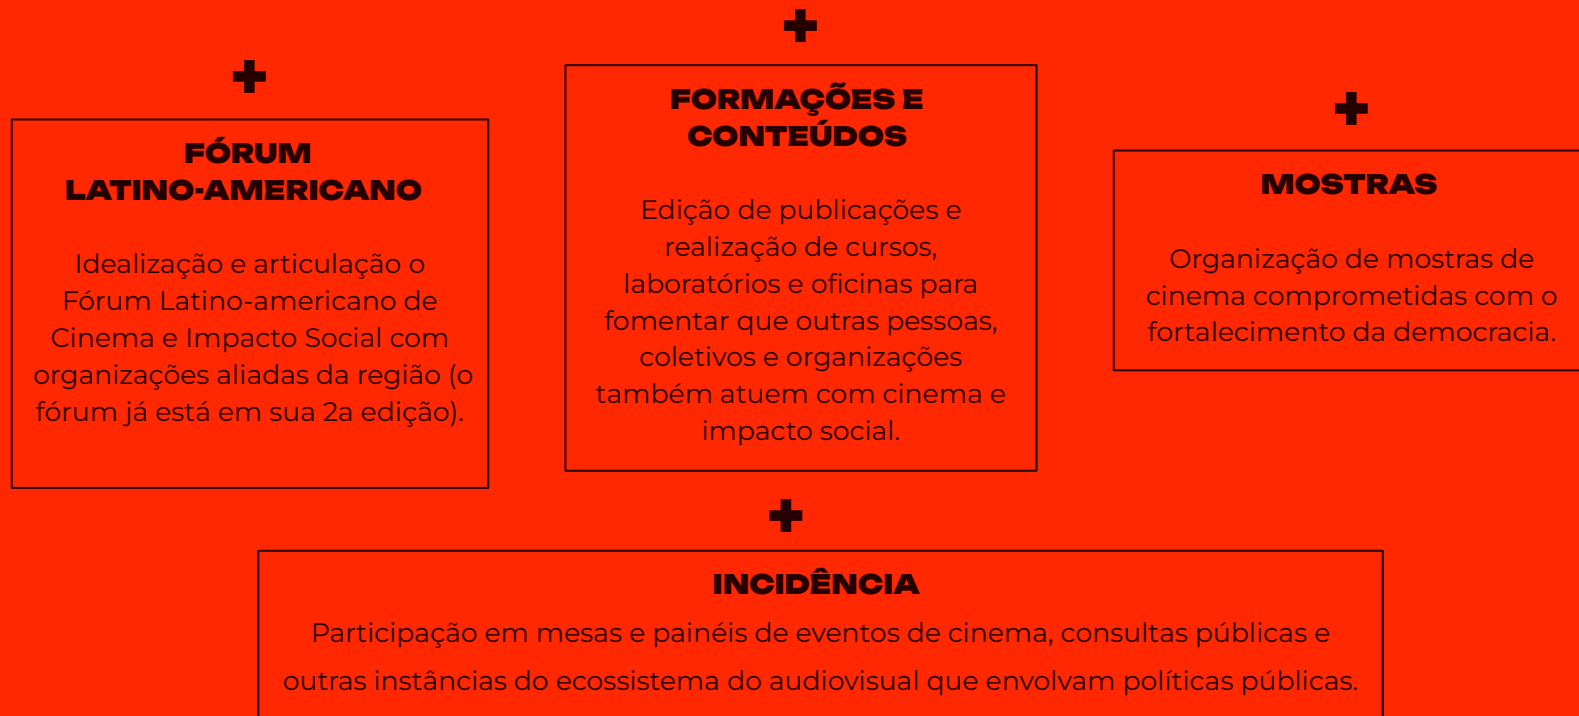 FÓRUM
LATINO-AMERICANO
Idealização e articulação o
Fórum Latino-americano de
Cinema e Impacto Social com
organizações aliadas da região (o
fórum já está em sua 2a edição).
FORMAÇÕES E
CONTEÚDOS
Edição de publicações e
realização de cursos,
laboratórios e oficinas para
fomentar que outras pessoas,
coletivos e organizações
também atuem com cinema e
impacto social.
MOSTRAS
Organização de mostras de
cinema comprometidas com o
fortalecimento da democracia.
INCIDÊNCIA
Participação em mesas e painéis de eventos de cinema, consultas públicas e
outras instâncias do ecossistema do audiovisual que envolvam políticas públicas.